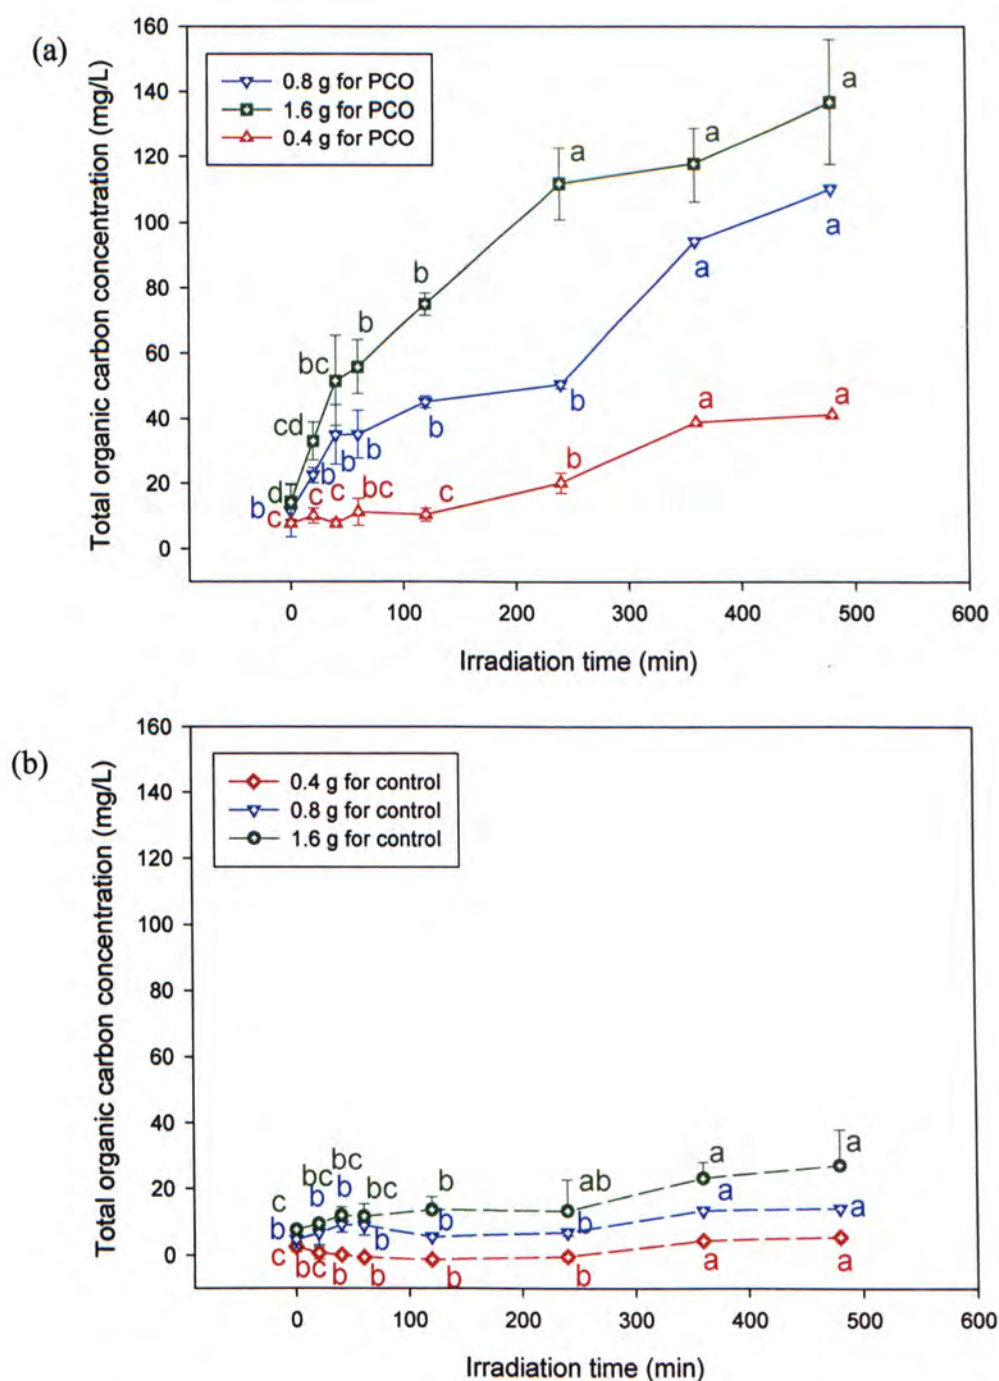 (a)
160
140
120
100
80
60
40
20
0
Total organic carbon concentration (mg/L)
0.8 g for PCO
1.6 g for PCO
0.4 g for PCO
a
a
a
b
b
bc
cd
d
a
a
b
b
b
b
b
b
a
a
b
c
bc
c
c
c
0 100 200 300 400 500 600
Irradiation time (min)
(b)
160
140
120
100
80
60
40
20
0
Total organic carbon concentration (mg/L)
0.4 g for control
0.8 g for control
1.6 g for control
c bc bc bc b ab a a
b b b b b b a a
c bc b b b b a a
0 100 200 300 400 500 600
Irradiation time (min)